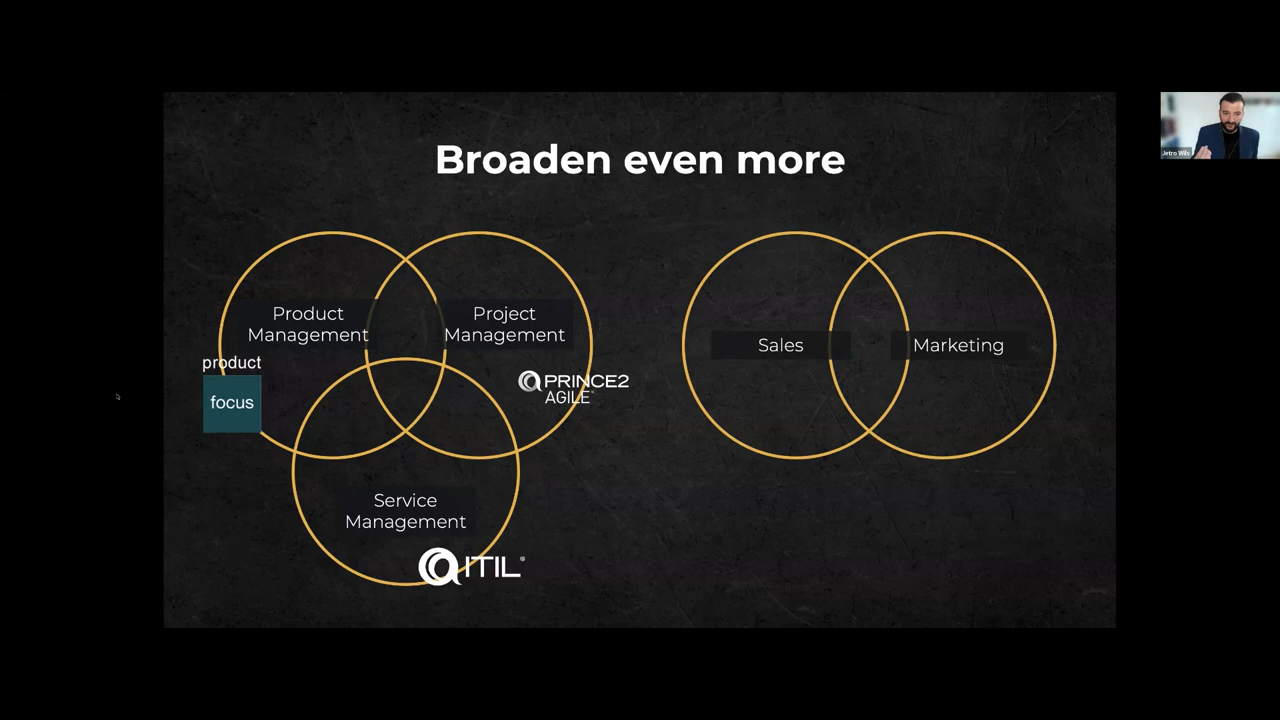 Broaden even more
Product
Management
Project
Management
product
focus
PRINCE2
AGILE
Service
Management
ITIL®
Sales
Marketing
Jetro Wils